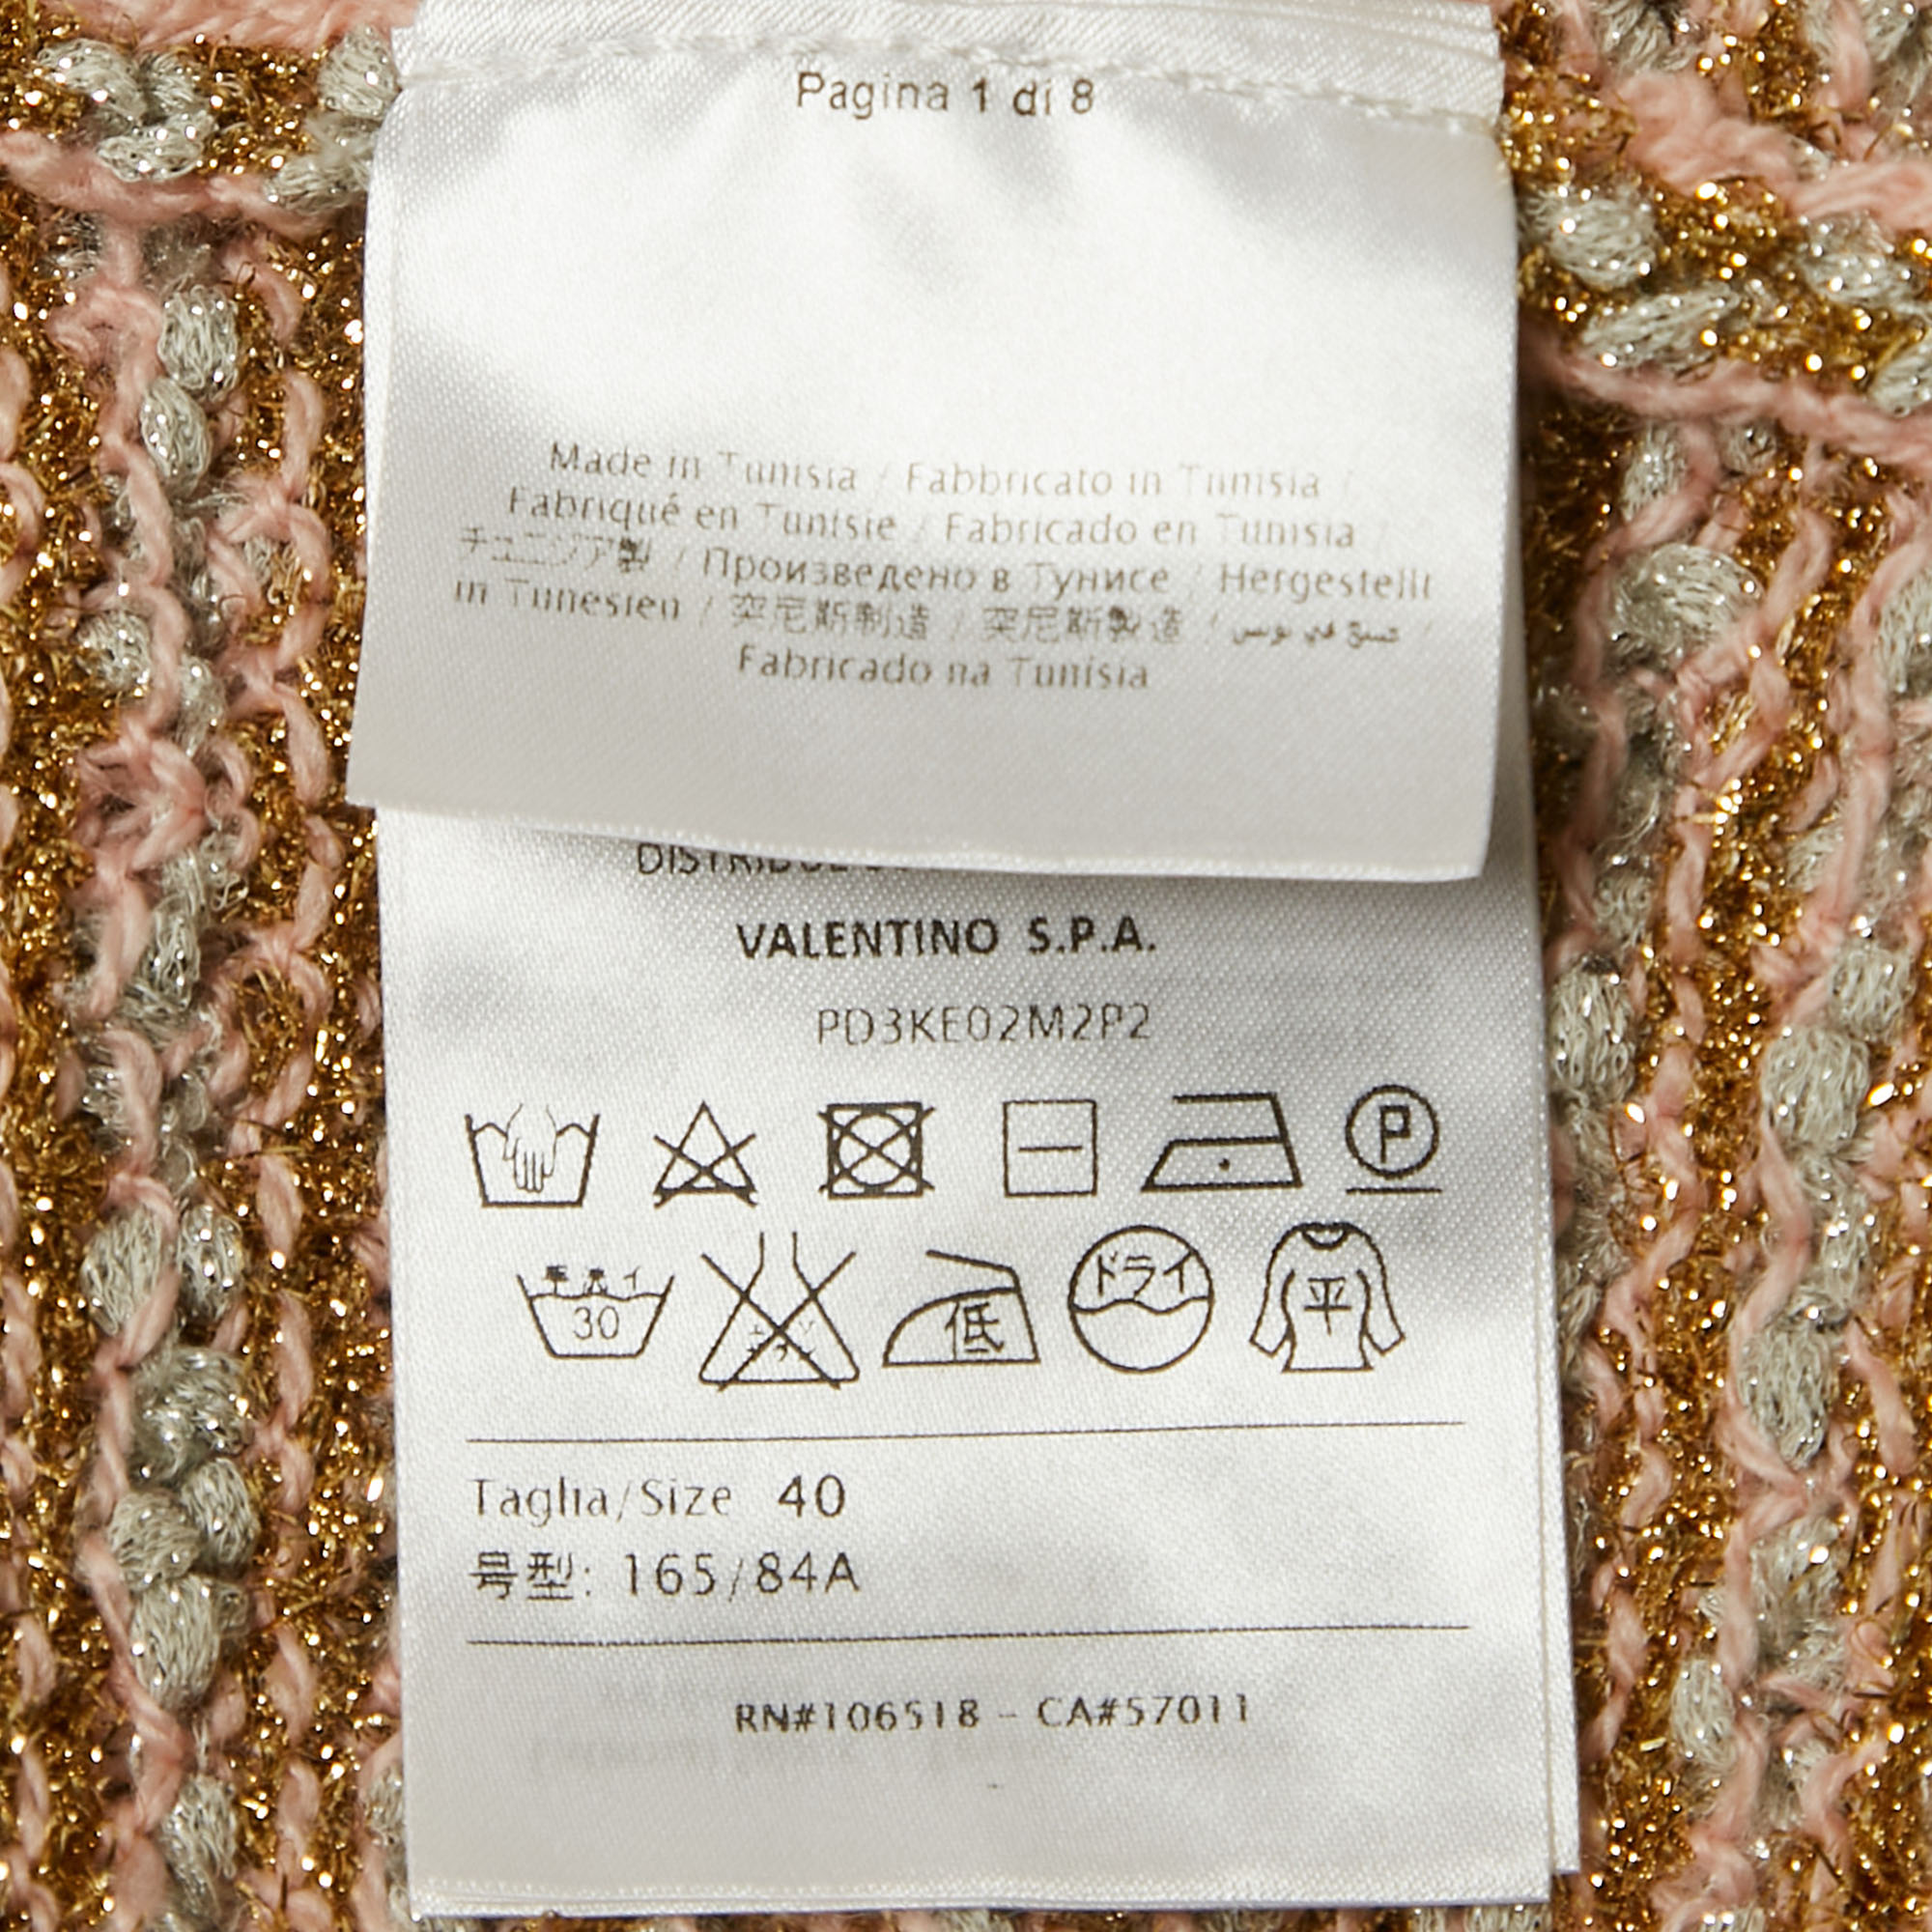 Pagina 1 di 8
Made in Tunisia / Fabbricato in Tunisia /
Fabriqué en Tunisie / Fabricado en Tunisia /
チュニジア製 / Произведено в Тунисе / Hergestellt
in Tunesien / 突尼斯制造 / 突尼斯製造 / /
Fabricado na Tunísia
VALENTINO S.P.A.
PD3KE02M2P2
P
手洗イ
30
低
ドライ
平
Taglia/Size 40
号型: 165/84A
RN#106518 - CA#57011